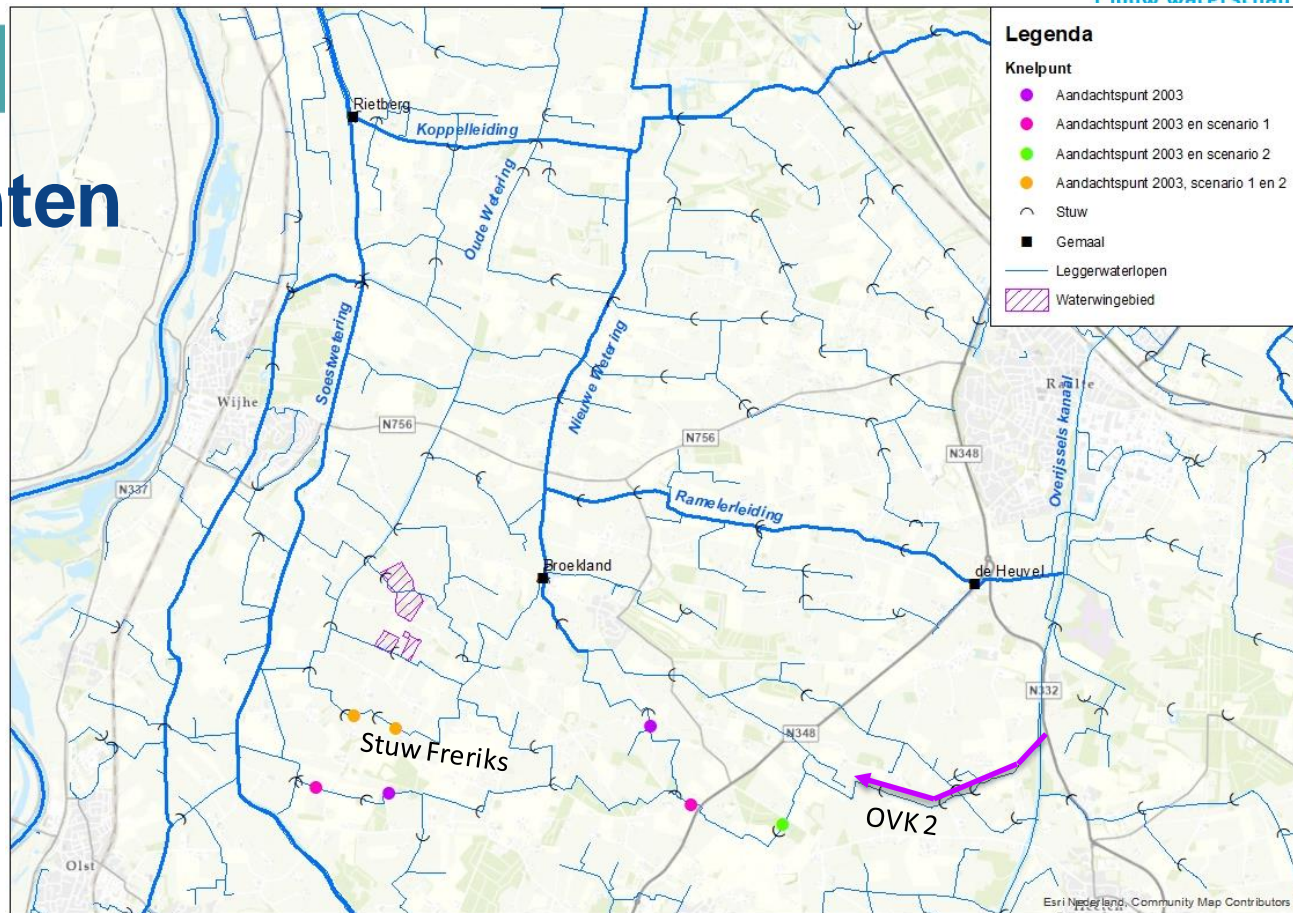 nten
Legenda
Knelpunt
Aandachtspunt 2003
Aandachtspunt 2003 en scenario 1
Aandachtspunt 2003 en scenario 2
Aandachtspunt 2003, scenario 1 en 2
Stuw
Gemaal
Leggerwaterlopen
Waterwingebied
Rietberg
Koppelleiding
Oude Wetering
Soestwetering
Nieuwe Wetering
Wijhe
Raalte
Overijssels kanaal
N756
N756
N348
N337
Ramelerleiding
Broekland
de Heuvel
N332
N348
Stuw Freriks
OVK 2
Olst
Esri Nederland, Community Map Contributors